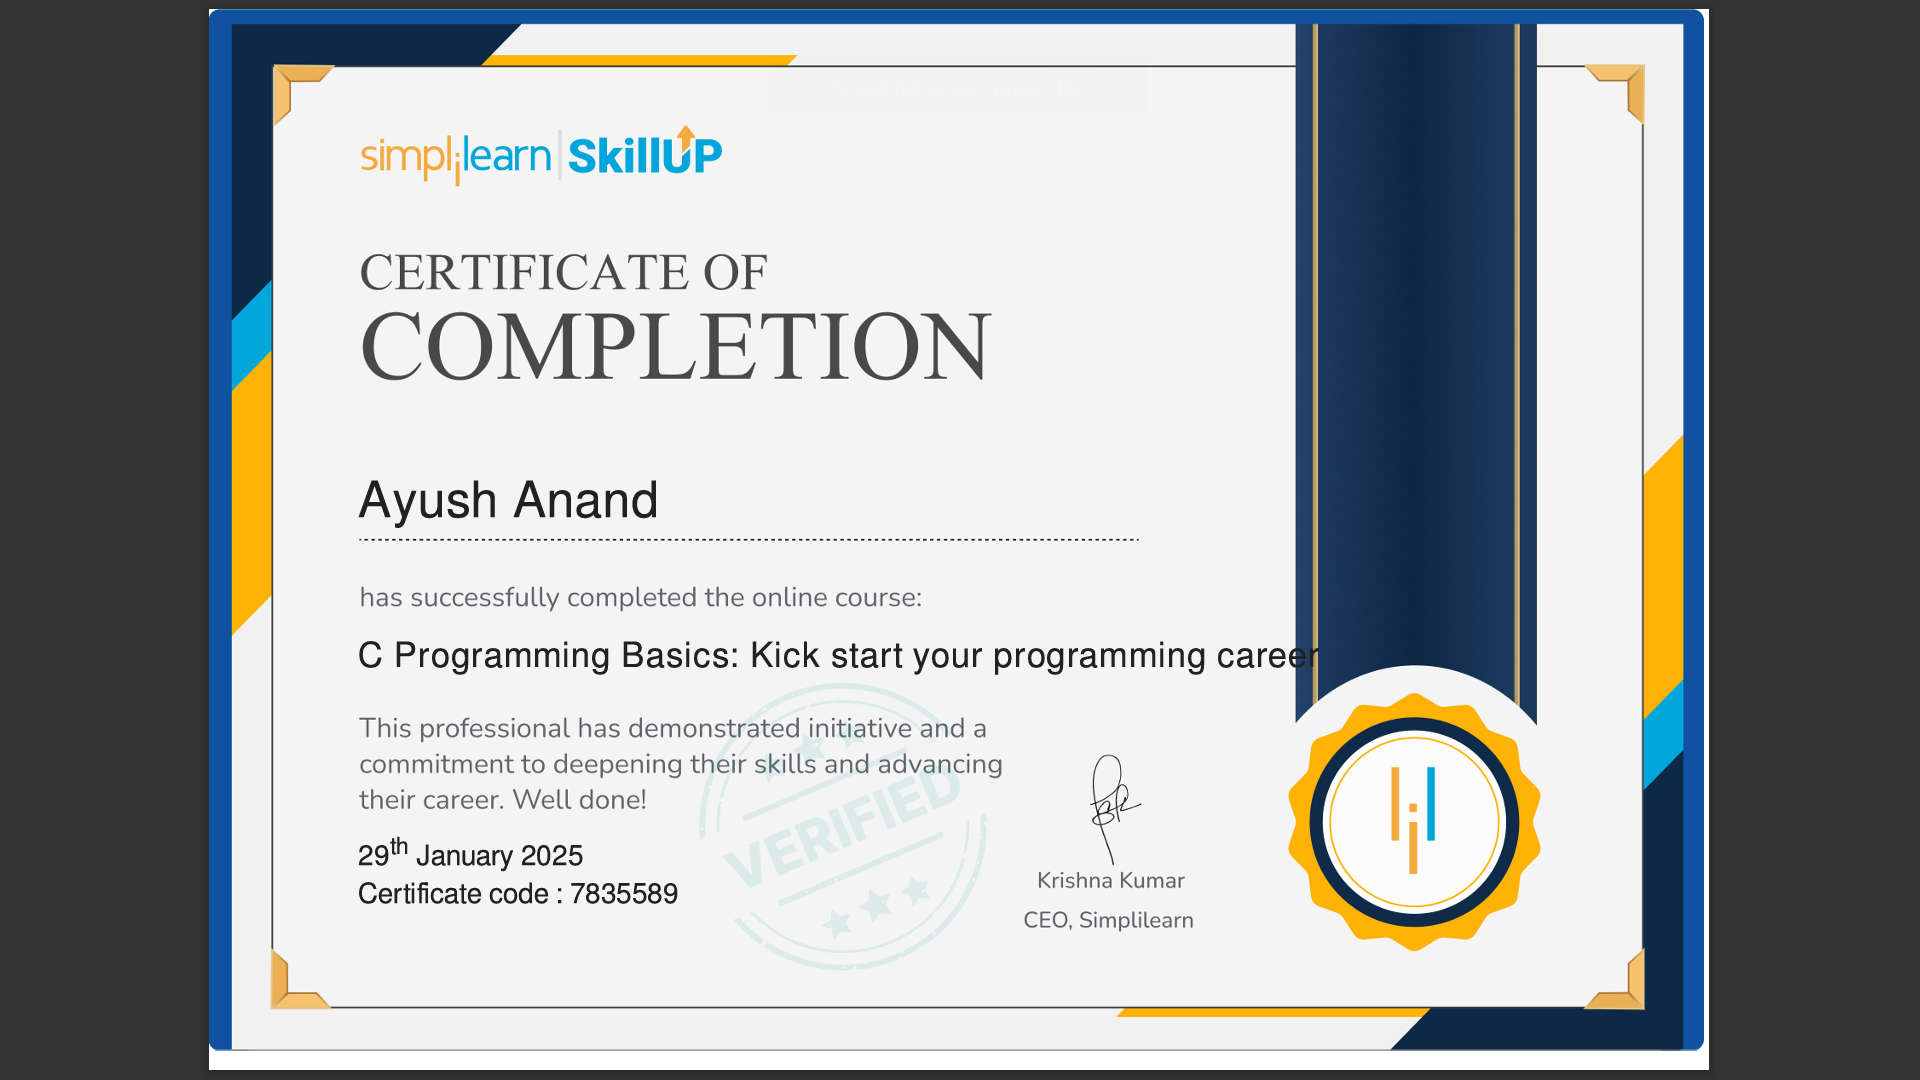 simplilearn | SkillUP
CERTIFICATE OF
COMPLETION
Ayush Anand
has successfully completed the online course:
C Programming Basics: Kick start your programming career
This professional has demonstrated initiative and a
commitment to deepening their skills and advancing
their career. Well done!
VERIFIED
29th January 2025
Certificate code : 7835589
Krishna Kumar
CEO, Simplilearn